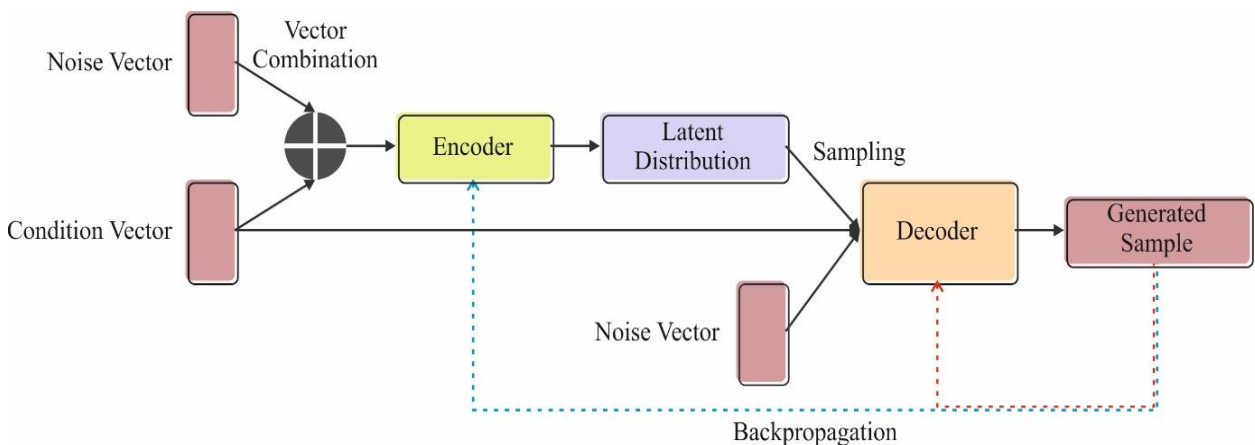 Noise Vector
Vector
Combination
Encoder
Latent
Distribution
Sampling
Condition Vector
Decoder
Generated
Sample
Noise Vector
Backpropagation